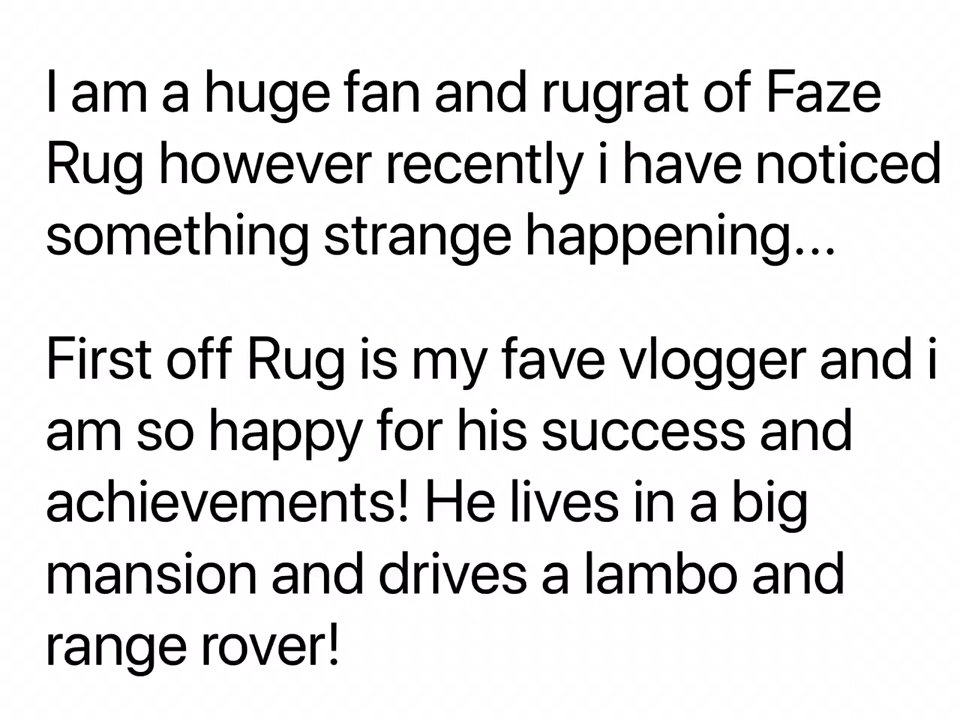 I am a huge fan and rugrat of Faze
Rug however recently i have noticed
something strange happening...
First off Rug is my fave vlogger and i
am so happy for his success and
achievements! He lives in a big
mansion and drives a lambo and
range rover!